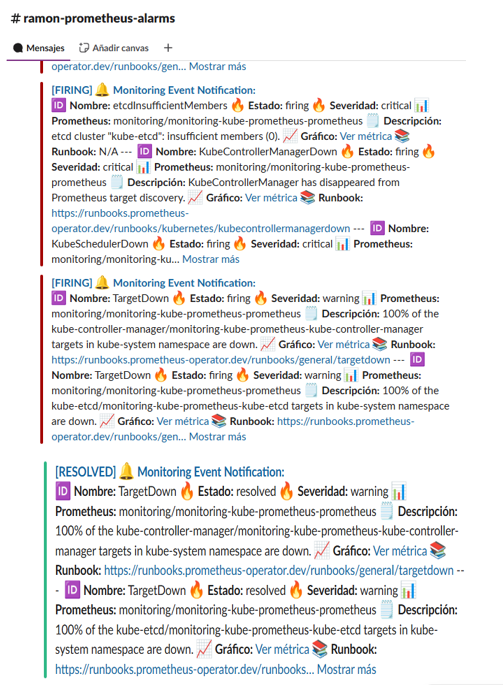 # ramon-prometheus-alarms
Mensajes Añadir canvas +
operator.dev/runbooks/gen... Mostrar más
[FIRING] 🔔 Monitoring Event Notification:
🆔 Nombre: etcdInsufficientMembers 🔥 Estado: firing 🔥 Severidad: critical 📊
Prometheus: monitoring/monitoring-kube-prometheus-prometheus 🗒️ Descripción:
etcd cluster "kube-etcd": insufficient members (0). 📈 Gráfico: Ver métrica 📚
Runbook: N/A --- 🆔 Nombre: KubeControllerManagerDown 🔥 Estado: firing 🔥
Severidad: critical 📊 Prometheus: monitoring/monitoring-kube-prometheus-
prometheus 🗒️ Descripción: KubeControllerManager has disappeared from
Prometheus target discovery. 📈 Gráfico: Ver métrica 📚 Runbook:
https://runbooks.prometheus-
operator.dev/runbooks/kubernetes/kubecontrollermanagerdown --- 🆔 Nombre:
KubeSchedulerDown 🔥 Estado: firing 🔥 Severidad: critical 📊 Prometheus:
monitoring/monitoring-ku... Mostrar más
[FIRING] 🔔 Monitoring Event Notification:
🆔 Nombre: TargetDown 🔥 Estado: firing 🔥 Severidad: warning 📊 Prometheus:
monitoring/monitoring-kube-prometheus-prometheus 🗒️ Descripción: 100% of the
kube-controller-manager/monitoring-kube-prometheus-kube-controller-manager
targets in kube-system namespace are down. 📈 Gráfico: Ver métrica 📚 Runbook:
https://runbooks.prometheus-operator.dev/runbooks/general/targetdown --- 🆔
Nombre: TargetDown 🔥 Estado: firing 🔥 Severidad: warning 📊 Prometheus:
monitoring/monitoring-kube-prometheus-prometheus 🗒️ Descripción: 100% of the
kube-etcd/monitoring-kube-prometheus-kube-etcd targets in kube-system namespace
are down. 📈 Gráfico: Ver métrica 📚 Runbook: https://runbooks.prometheus-
operator.dev/runbooks/gen... Mostrar más
[RESOLVED] 🔔 Monitoring Event Notification:
🆔 Nombre: TargetDown 🔥 Estado: resolved 🔥 Severidad: warning 📊
Prometheus: monitoring/monitoring-kube-prometheus-prometheus 🗒️ Descripción:
100% of the kube-controller-manager/monitoring-kube-prometheus-kube-controller-
manager targets in kube-system namespace are down. 📈 Gráfico: Ver métrica 📚
Runbook: https://runbooks.prometheus-operator.dev/runbooks/general/targetdown --
- 🆔 Nombre: TargetDown 🔥 Estado: resolved 🔥 Severidad: warning 📊
Prometheus: monitoring/monitoring-kube-prometheus-prometheus 🗒️ Descripción:
100% of the kube-etcd/monitoring-kube-prometheus-kube-etcd targets in kube-
system namespace are down. 📈 Gráfico: Ver métrica 📚 Runbook:
https://runbooks.prometheus-operator.dev/runbooks... Mostrar más